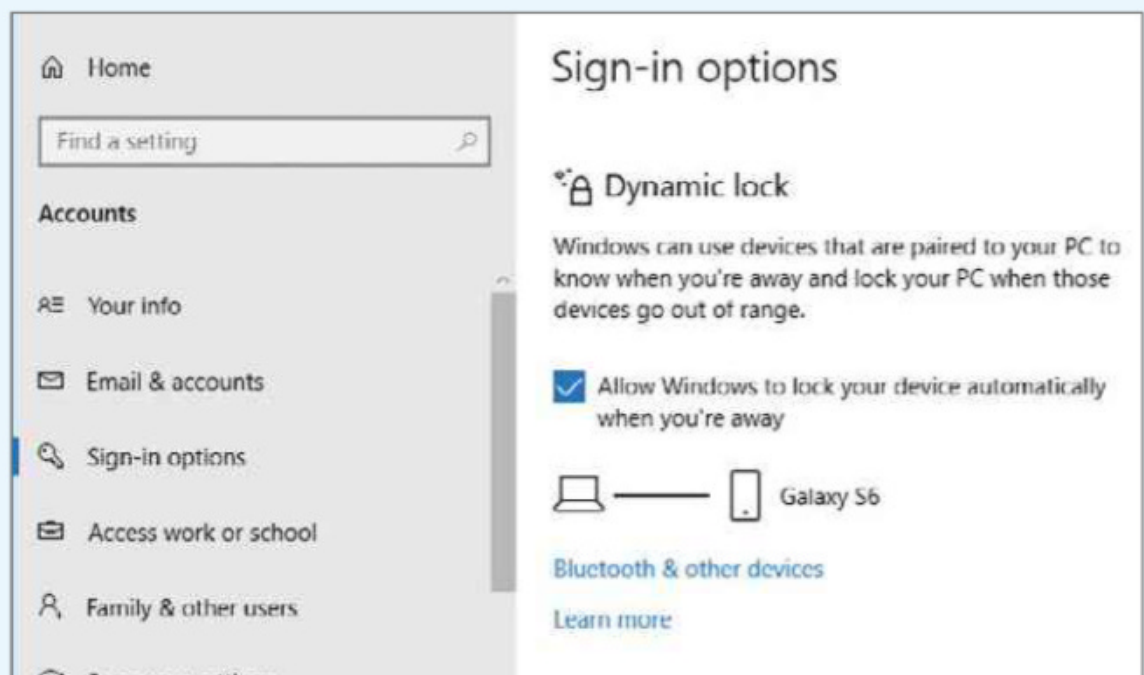 Home
Find a setting
Accounts
Your info
Email & accounts
Sign-in options
Access work or school
Family & other users
Sign-in options
Dynamic lock
Windows can use devices that are paired to your PC to
know when you're away and lock your PC when those
devices go out of range.
Allow Windows to lock your device automatically
when you're away
Galaxy S6
Bluetooth & other devices
Learn more